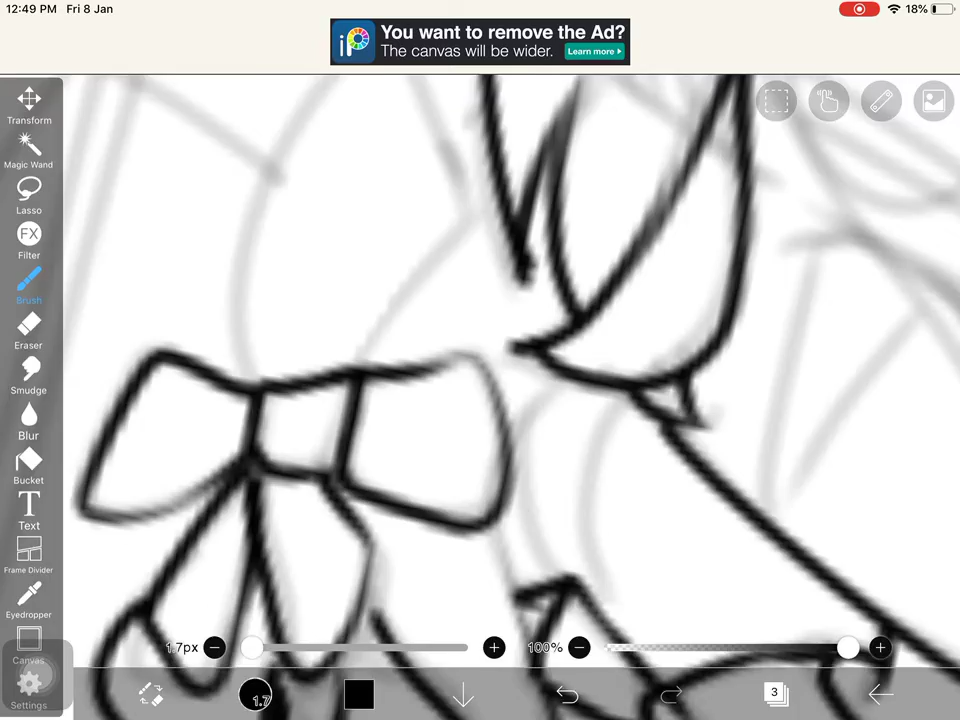 12:49 PM Fri 8 Jan
18%
You want to remove the Ad?
The canvas will be wider.
Learn more
iP
Transform
Magic Wand
Lasso
FX
Filter
Brush
Eraser
Smudge
Blur
Bucket
T
Text
Frame Divider
Eyedropper
Canvas
Settings
1.7px
100%
1.7
3